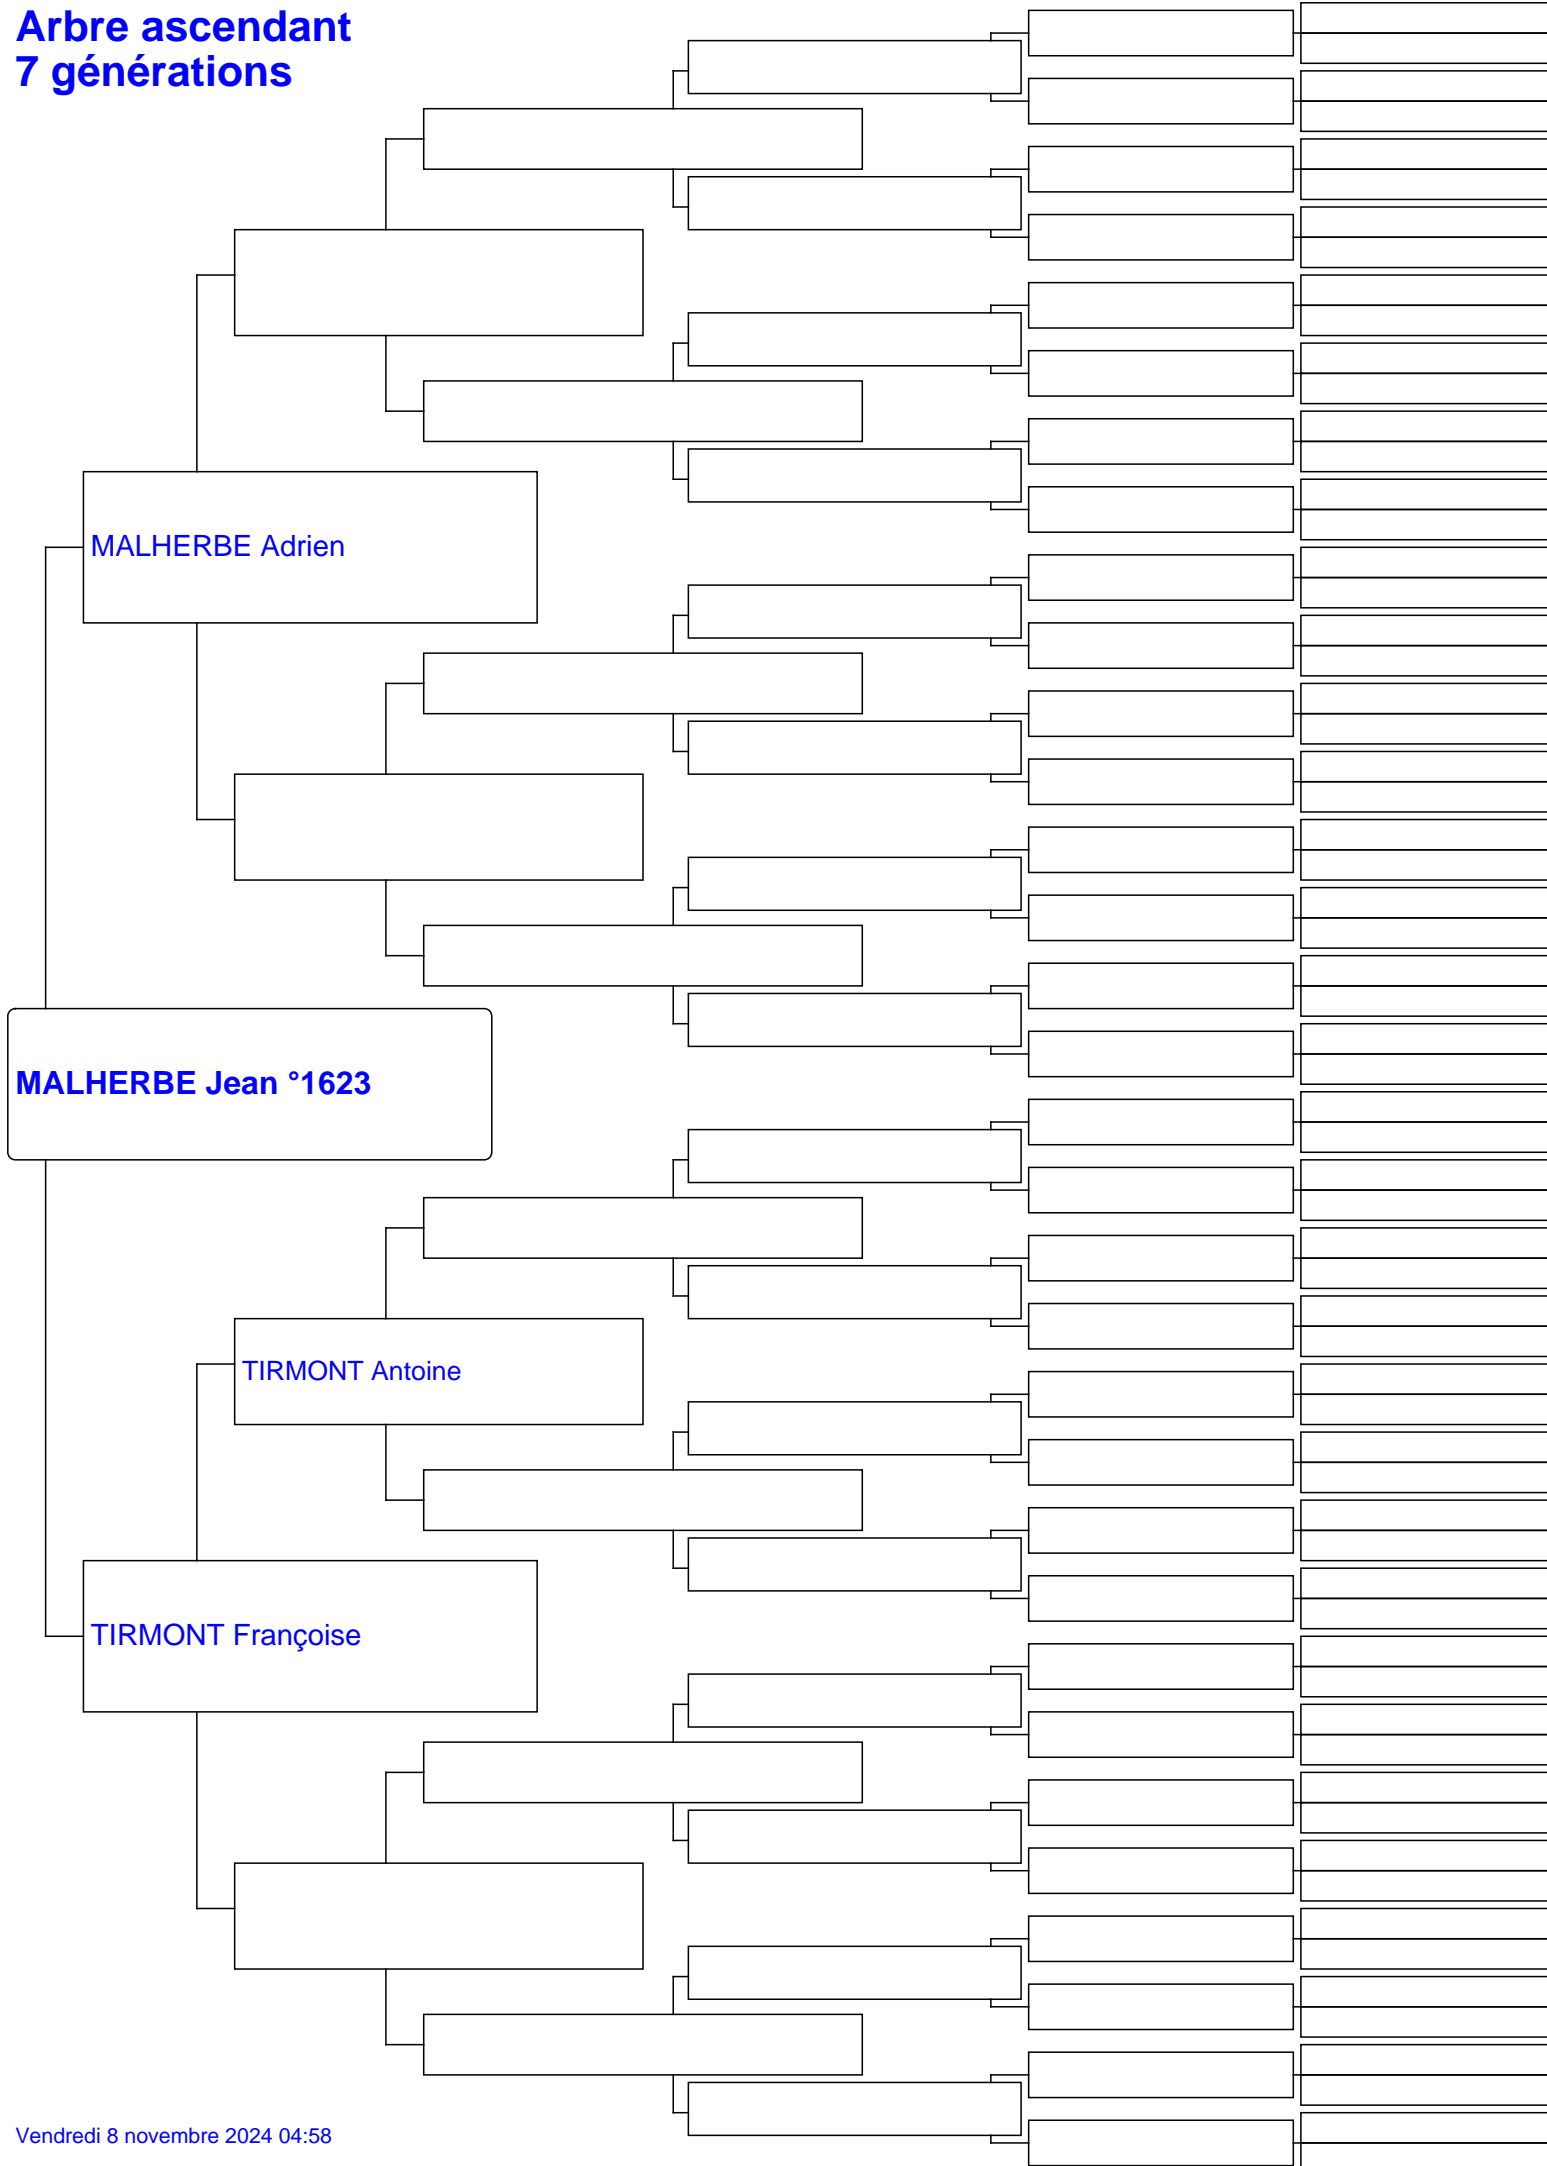 Arbre ascendant
7 générations
MALHERBE Adrien
MALHERBE Jean °1623
TIRMONT Antoine
TIRMONT Françoise
Vendredi 8 novembre 2024 04:58